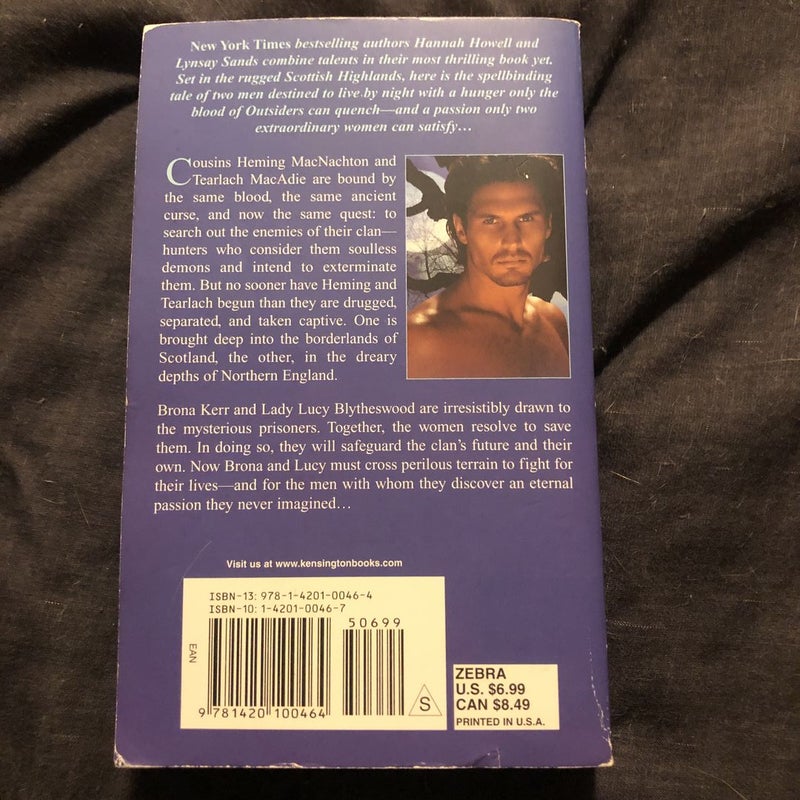 New York Times bestselling authors Hannah Howell and
Lynsay Sands combine talents in their most thrilling book yet.
Set in the rugged Scottish Highlands, here is the spellbinding
tale of two men destined to live by night with a hunger only the
blood of Outsiders can quench—and a passion only two
extraordinary women can satisfy…
Cousins Heming MacNachton and
Tearlach MacAdie are bound by
the same blood, the same ancient
curse, and now the same quest: to
search out the enemies of their clan—
hunters who consider them soulless
demons and intend to exterminate
them. But no sooner have Heming and
Tearlach begun than they are drugged,
separated, and taken captive. One is
brought deep into the borderlands of
Scotland, the other, in the dreary
depths of Northern England.
Brona Kerr and Lady Lucy Blytheswood are irresistibly drawn to
the mysterious prisoners. Together, the women resolve to save
them. In doing so, they will safeguard the clan's future and their
own. Now Brona and Lucy must cross perilous terrain to fight for
their lives—and for the men with whom they discover an eternal
passion they never imagined…
Visit us at www.kensingtonbooks.com
ISBN-13: 978-1-4201-0046-4
ISBN-10: 1-4201-0046-7
50699
EAN
9 781420 100464
S
ZEBRA
U.S. $6.99
CAN $8.49
PRINTED IN U.S.A.